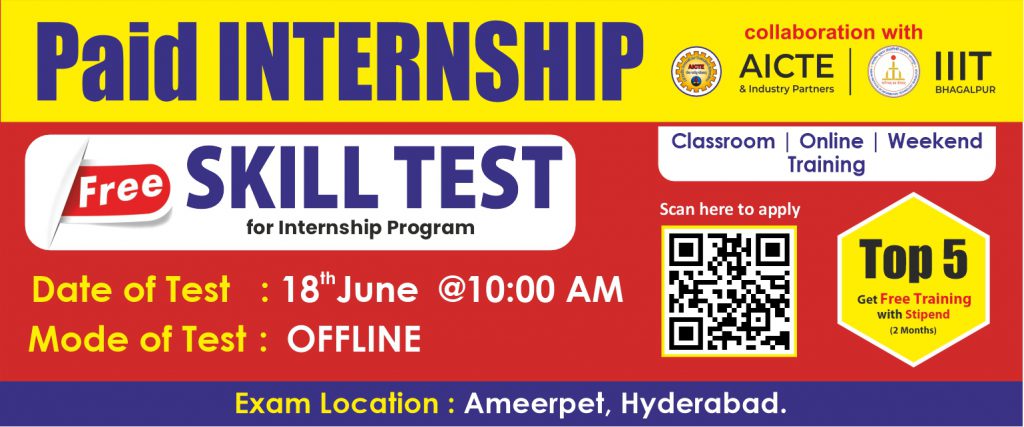 Paid INTERNSHIP
collaboration with
AICTE
AICTE
& Industry Partners
IIIT
BHAGALPUR
Free
SKILL TEST
for Internship Program
Classroom | Online | Weekend
Training
Date of Test : 18th June @10:00 AM
Mode of Test : OFFLINE
Scan here to apply
Top 5
Get Free Training
with Stipend
(2 Months)
Exam Location : Ameerpet, Hyderabad.